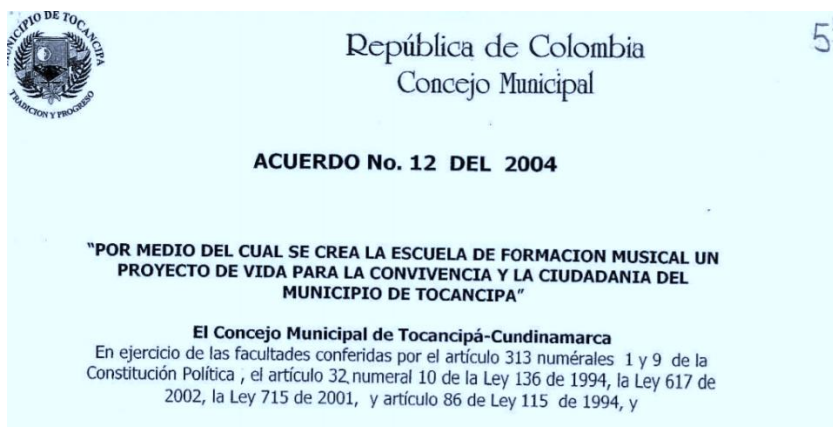 MUNICIPIO DE TOCANCIPA
TRADICION Y PROGRESO
República de Colombia
Concejo Municipal
5
ACUERDO No. 12 DEL 2004
"POR MEDIO DEL CUAL SE CREA LA ESCUELA DE FORMACION MUSICAL UN
PROYECTO DE VIDA PARA LA CONVIVENCIA Y LA CIUDADANIA DEL
MUNICIPIO DE TOCANCIPA"
El Concejo Municipal de Tocancipá-Cundinamarca
En ejercicio de las facultades conferidas por el artículo 313 numérales 1 y 9 de la
Constitución Política , el artículo 32 numeral 10 de la Ley 136 de 1994, la Ley 617 de
2002, la Ley 715 de 2001, y artículo 86 de Ley 115 de 1994, y